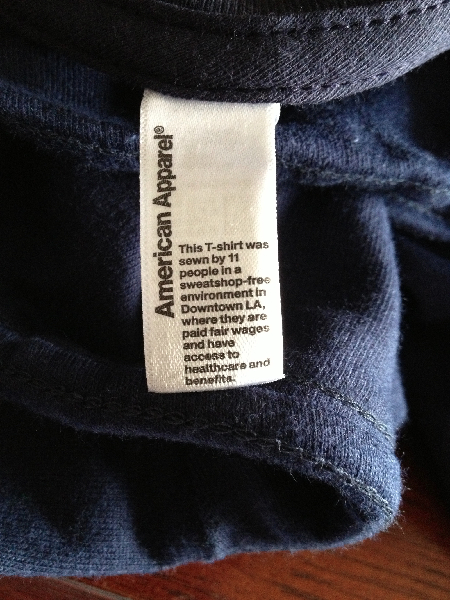 American Apparel®
This T-shirt was
sewn by 11
people in a
sweatshop-free
environment in
Downtown LA,
where they are
paid fair wages
and have
access to
healthcare and
benefits.